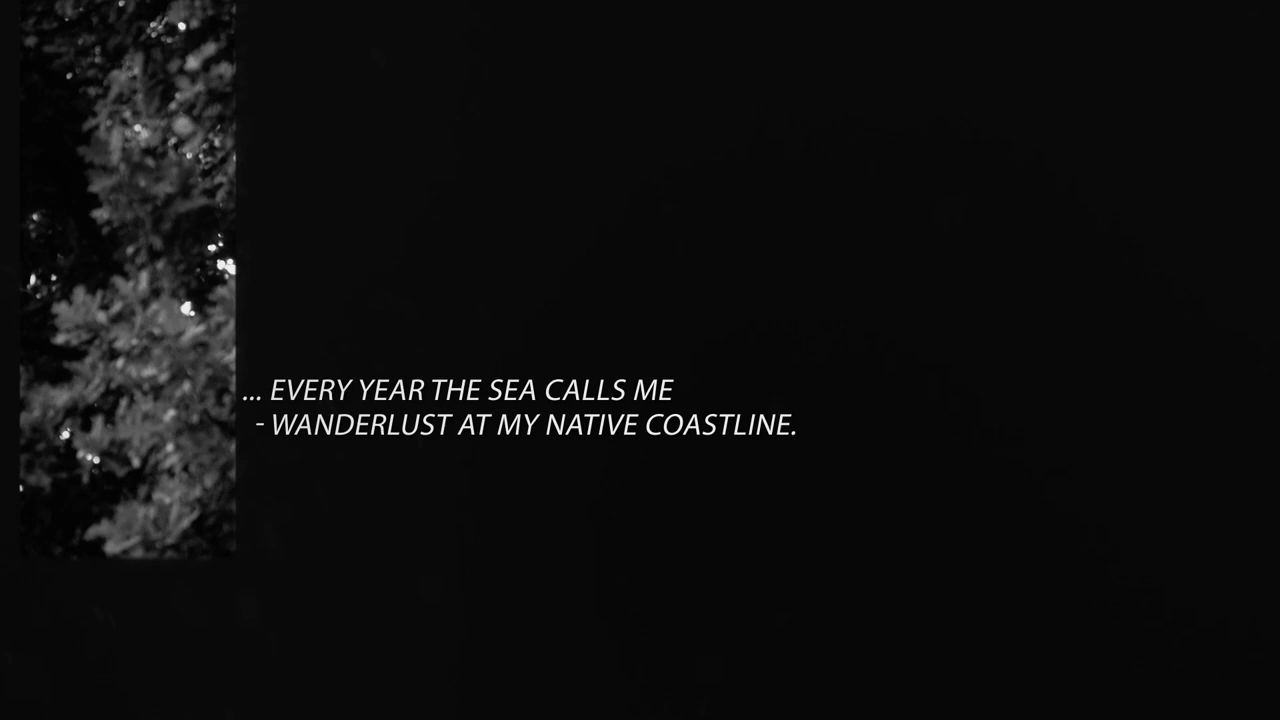 ... EVERY YEAR THE SEA CALLS ME
- WANDERLUST AT MY NATIVE COASTLINE.